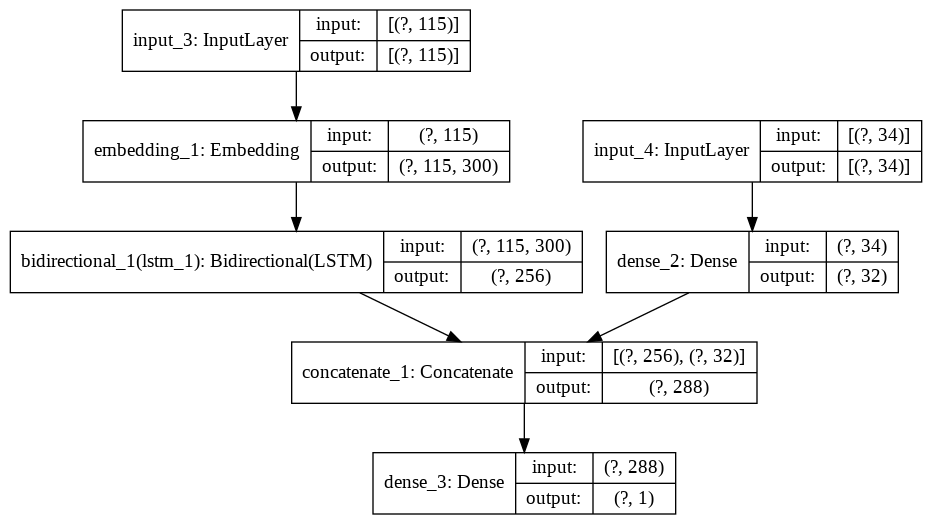 input_3: InputLayer
input:
[(?, 115)]
output:
[(?, 115)]
embedding_1: Embedding
input:
(?, 115)
output:
(?, 115, 300)
input_4: InputLayer
input:
[(?, 34)]
output:
[(?, 34)]
bidirectional_1(lstm_1): Bidirectional(LSTM)
input:
(?, 115, 300)
output:
(?, 256)
dense_2: Dense
input:
(?, 34)
output:
(?, 32)
concatenate_1: Concatenate
input:
[(?, 256), (?, 32)]
output:
(?, 288)
dense_3: Dense
input:
(?, 288)
output:
(?, 1)